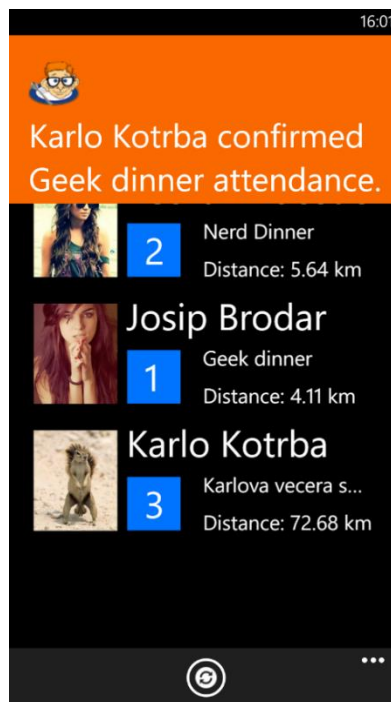 16:01
Karlo Kotrba confirmed
Geek dinner attendance.
2
Nerd Dinner
Distance: 5.64 km
Josip Brodar
1
Geek dinner
Distance: 4.11 km
Karlo Kotrba
3
Karlova vecera s...
Distance: 72.68 km